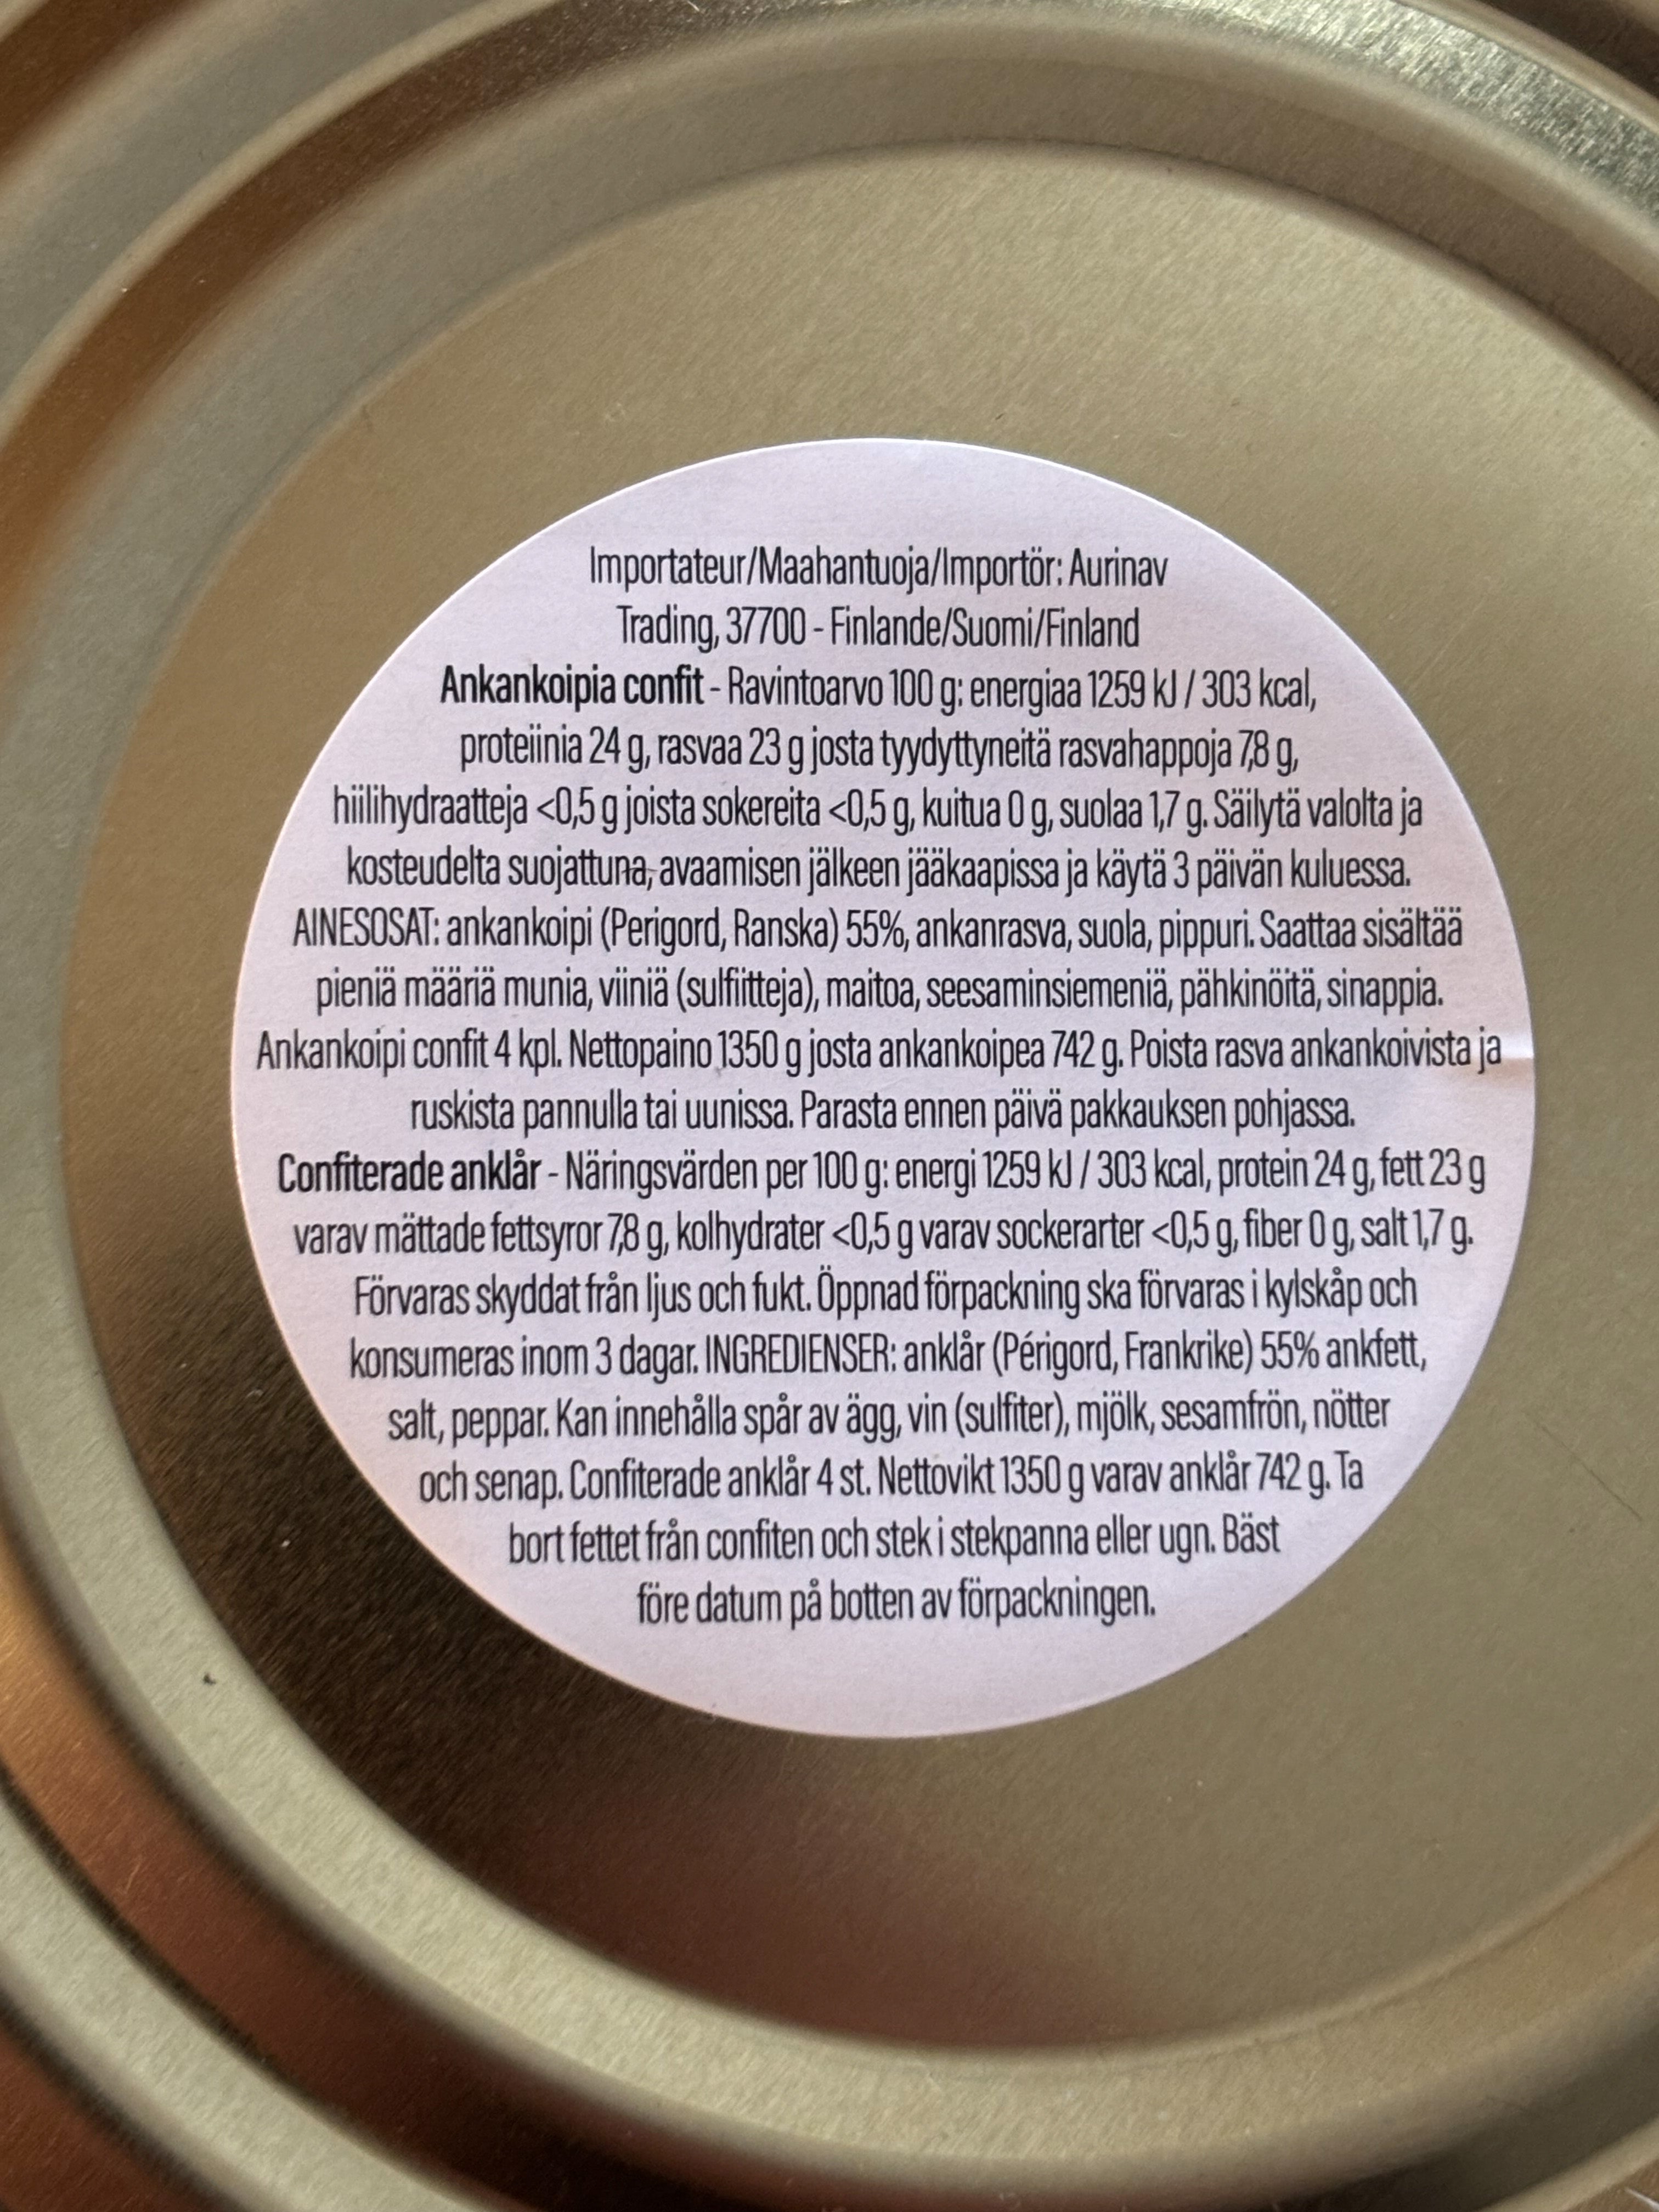 Importateur/Maahantuoja/Importör: Aurinav
Trading, 37700 - Finlande/Suomi/Finland
Ankankoipia confit - Ravintoarvo 100 g: energiaa 1259 kJ / 303 kcal,
proteiinia 24 g, rasvaa 23 g josta tyydyttyneitä rasvahappoja 7,8 g,
hiilihydraatteja <0,5 g joista sokereita <0,5 g, kuitua 0 g, suolaa 1,7 g. Säilytä valolta ja
kosteudelta suojattuna, avaamisen jälkeen jääkaapissa ja käytä 3 päivän kuluessa.
AINESOSAT: ankankoipi (Perigord, Ranska) 55%, ankanrasva, suola, pippuri. Saattaa sisältää
pieniä määriä munia, viiniä (sulfiitteja), maitoa, seesaminsiemeniä, pähkinöitä, sinappia.
Ankankoipi confit 4 kpl. Nettopaino 1350 g josta ankankoipea 742 g. Poista rasva ankankoivista ja
ruskista pannulla tai uunissa. Parasta ennen päivä pakkauksen pohjassa.
Confiterade anklår - Näringsvärden per 100 g: energi 1259 kJ / 303 kcal, protein 24 g, fett 23 g
varav mättade fettsyror 7,8 g, kolhydrater <0,5 g varav sockerarter <0,5 g, fiber 0 g, salt 1,7 g.
Förvaras skyddat från ljus och fukt. Öppnad förpackning ska förvaras i kylskåp och
konsumeras inom 3 dagar. INGREDIENSER: anklår (Périgord, Frankrike) 55% ankfett,
salt, peppar. Kan innehålla spår av ägg, vin (sulfiter), mjölk, sesamfrön, nötter
och senap. Confiterade anklår 4 st. Nettovikt 1350 g varav anklår 742 g. Ta
bort fettet från confiten och stek i stekpanna eller ugn. Bäst
före datum på botten av förpackningen.